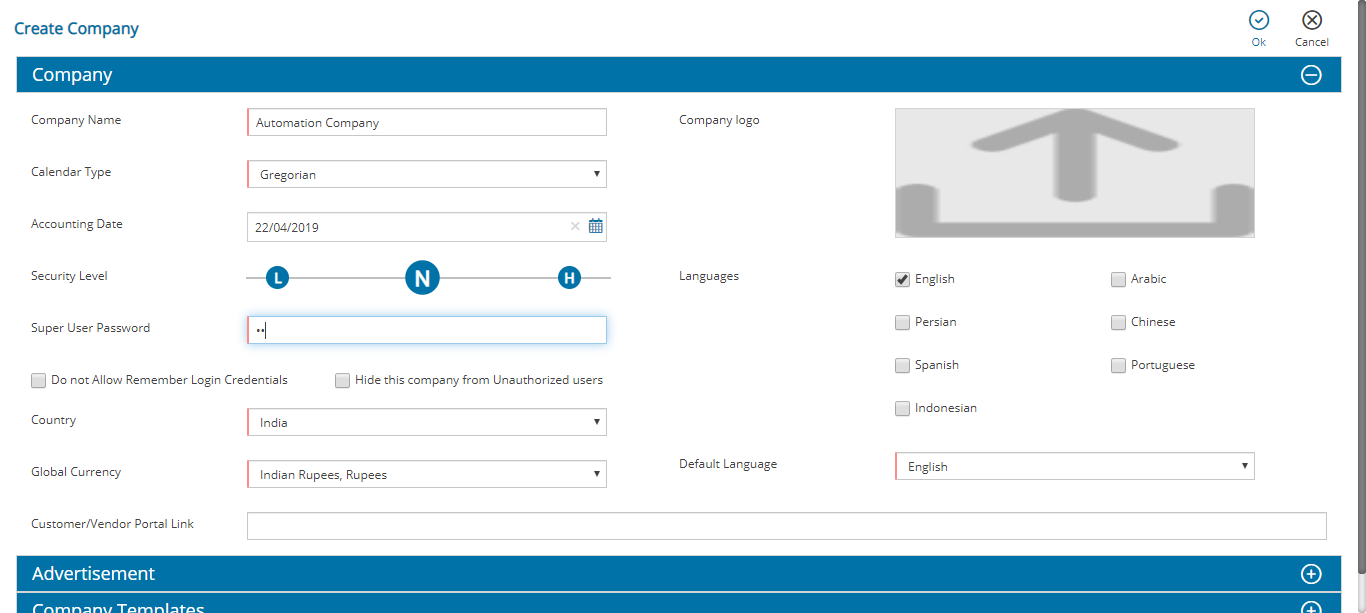 Create Company
Ok
Cancel
Company
Company Name
Automation Company
Company logo
Calendar Type
Gregorian
Accounting Date
22/04/2019
Security Level
L
N
H
Languages
English
Arabic
Super User Password
••
Persian
Chinese
Spanish
Portuguese
Do not Allow Remember Login Credentials
Hide this company from Unauthorized users
Indonesian
Country
India
Global Currency
Indian Rupees, Rupees
Default Language
English
Customer/Vendor Portal Link
Advertisement
Company Templates